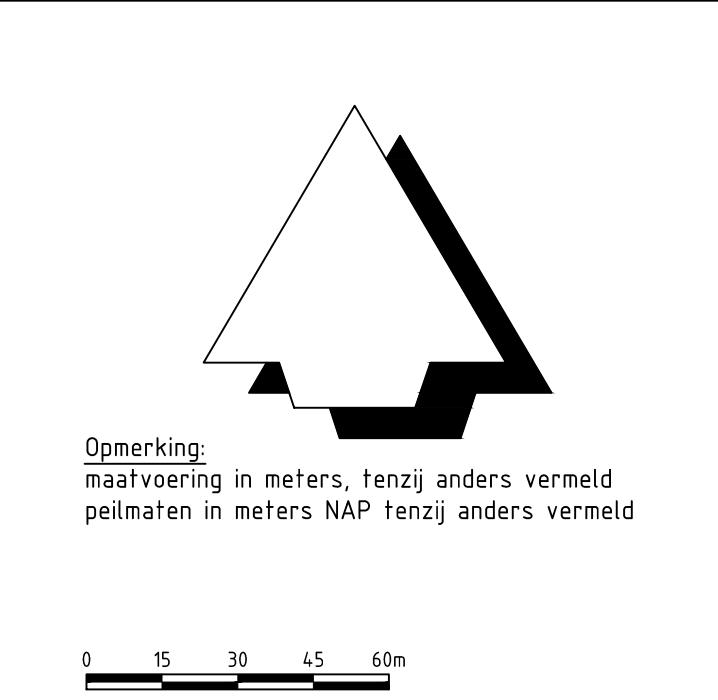 Opmerking:
maatvoering in meters, tenzij anders vermeld
peilmaten in meters NAP tenzij anders vermeld
0 15 30 45 60m